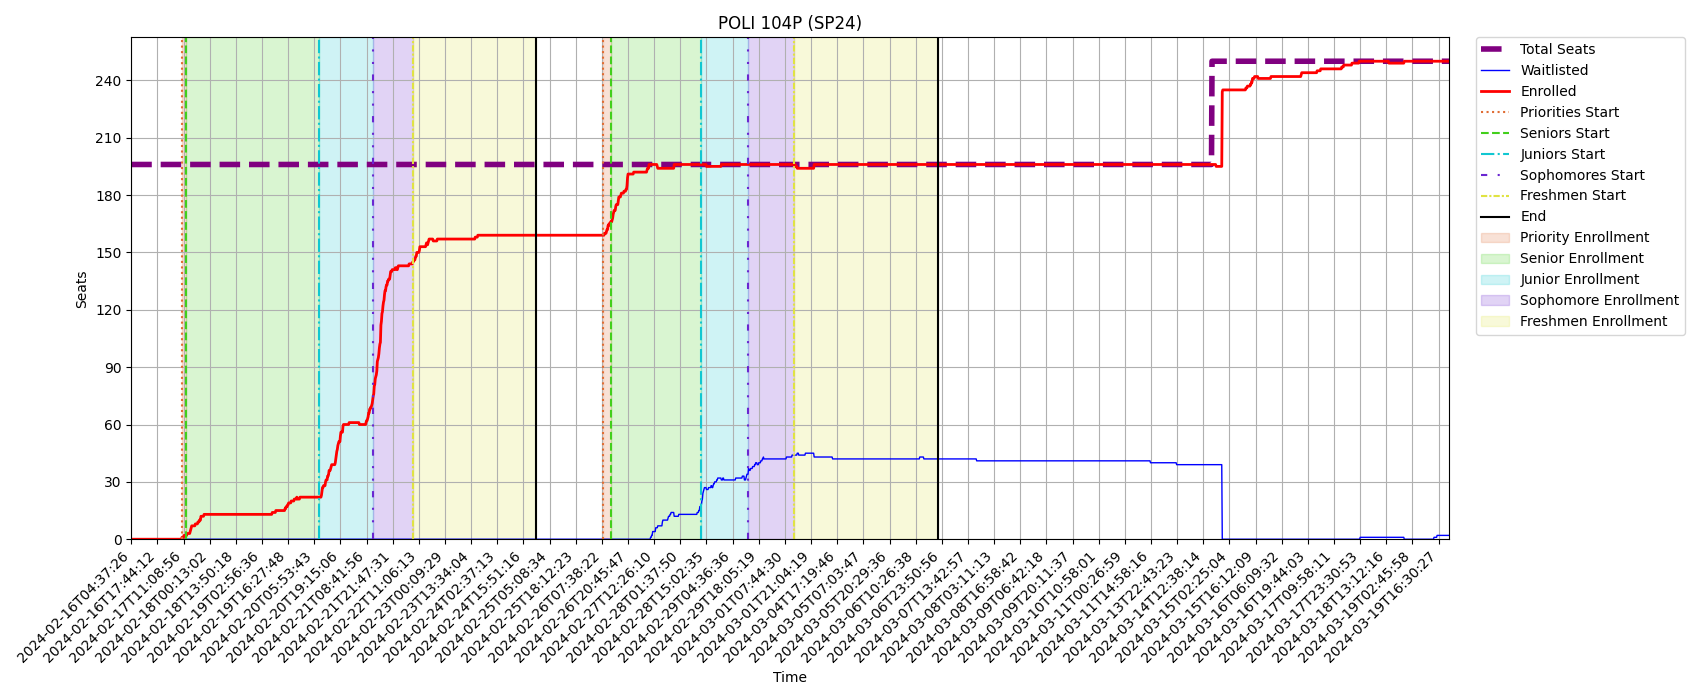 POLI 104P (SP24)
Seats
240
210
180
150
120
90
60
30
0
2024-02-16T04:37:26
2024-02-16T17:44:12
2024-02-17T11:08:56
2024-02-18T00:13:02
2024-02-18T13:50:18
2024-02-19T02:56:36
2024-02-19T16:27:48
2024-02-20T05:53:43
2024-02-20T19:15:06
2024-02-21T08:41:56
2024-02-21T21:47:31
2024-02-22T11:06:13
2024-02-23T00:09:29
2024-02-23T13:34:04
2024-02-24T02:37:13
2024-02-24T15:51:16
2024-02-25T05:08:34
2024-02-25T18:12:23
2024-02-26T07:38:22
2024-02-26T20:45:47
2024-02-27T12:26:10
2024-02-28T01:37:50
2024-02-28T15:02:35
2024-02-29T04:36:36
2024-02-29T18:05:19
2024-03-01T07:44:30
2024-03-01T21:04:19
2024-03-04T17:19:46
2024-03-05T07:03:47
2024-03-05T20:29:36
2024-03-06T10:26:38
2024-03-06T23:50:56
2024-03-07T13:42:57
2024-03-08T03:11:13
2024-03-08T16:58:42
2024-03-09T06:42:18
2024-03-09T20:11:37
2024-03-10T10:58:01
2024-03-11T00:26:59
2024-03-11T14:58:16
2024-03-13T22:43:23
2024-03-14T12:38:14
2024-03-15T02:25:04
2024-03-15T16:12:09
2024-03-16T06:09:32
2024-03-16T19:44:03
2024-03-17T09:58:11
2024-03-17T23:30:53
2024-03-18T13:12:16
2024-03-19T02:45:58
2024-03-19T16:30:27
Time
Total Seats
Waitlisted
Enrolled
Priorities Start
Seniors Start
Juniors Start
Sophomores Start
Freshmen Start
End
Priority Enrollment
Senior Enrollment
Junior Enrollment
Sophomore Enrollment
Freshmen Enrollment